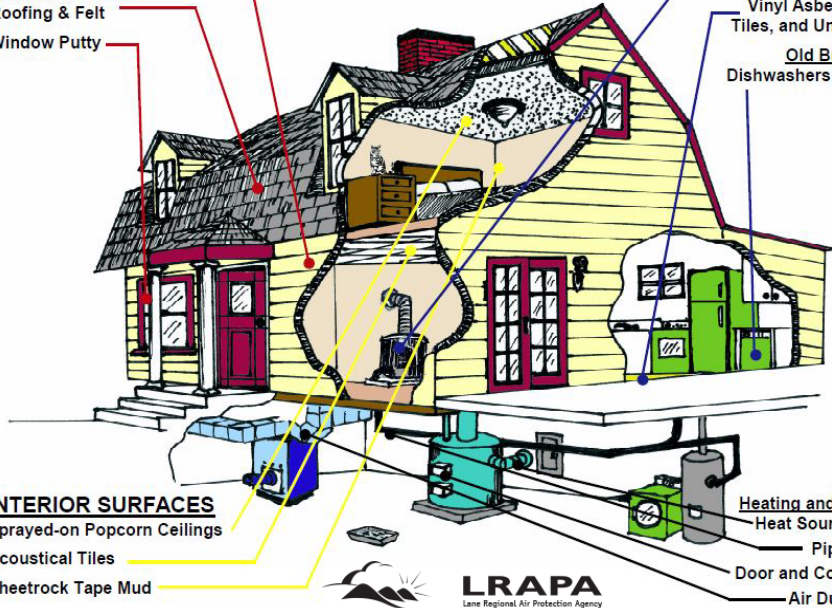 Roofing & Felt
Window Putty
Vinyl Asbe
Tiles, and Un
Old B
Dishwashers
INTERIOR SURFACES
Sprayed-on Popcorn Ceilings
Acoustical Tiles
Sheetrock Tape Mud
Heating and
Heat Sour
Pip
Door and Co
Air Du
LRAPA
Lane Regional Air Protection Agency